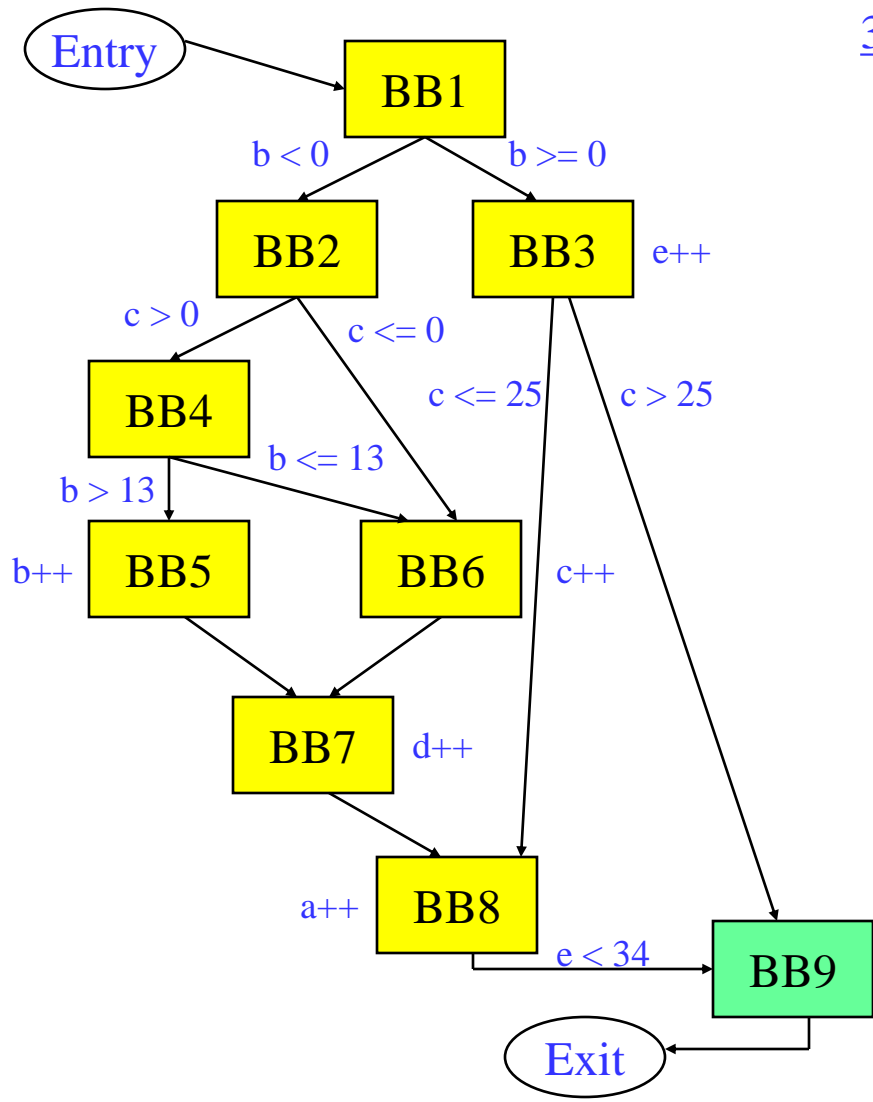 3
Entry
BB1
b < 0
b >= 0
BB2
BB3
e++
c > 0
c <= 0
c <= 25
c > 25
BB4
b <= 13
b > 13
b++
BB5
BB6
c++
BB7
d++
a++
BB8
e < 34
BB9
Exit